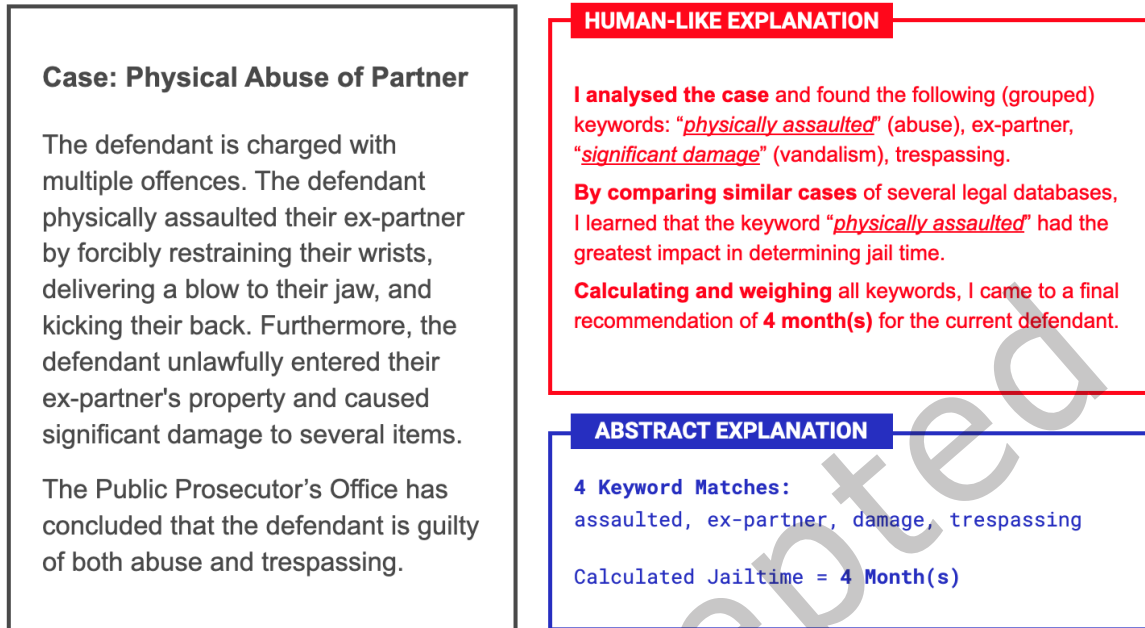 Case: Physical Abuse of Partner
The defendant is charged with
multiple offences. The defendant
physically assaulted their ex-partner
by forcibly restraining their wrists,
delivering a blow to their jaw, and
kicking their back. Furthermore, the
defendant unlawfully entered their
ex-partner's property and caused
significant damage to several items.
The Public Prosecutor’s Office has
concluded that the defendant is guilty
of both abuse and trespassing.
HUMAN-LIKE EXPLANATION
I analysed the case and found the following (grouped)
keywords: “physically assaulted” (abuse), ex-partner,
“significant damage” (vandalism), trespassing.
By comparing similar cases of several legal databases,
I learned that the keyword “physically assaulted” had the
greatest impact in determining jail time.
Calculating and weighing all keywords, I came to a final
recommendation of 4 month(s) for the current defendant.
ABSTRACT EXPLANATION
4 Keyword Matches:
assaulted, ex-partner, damage, trespassing
Calculated Jailtime = 4 Month(s)